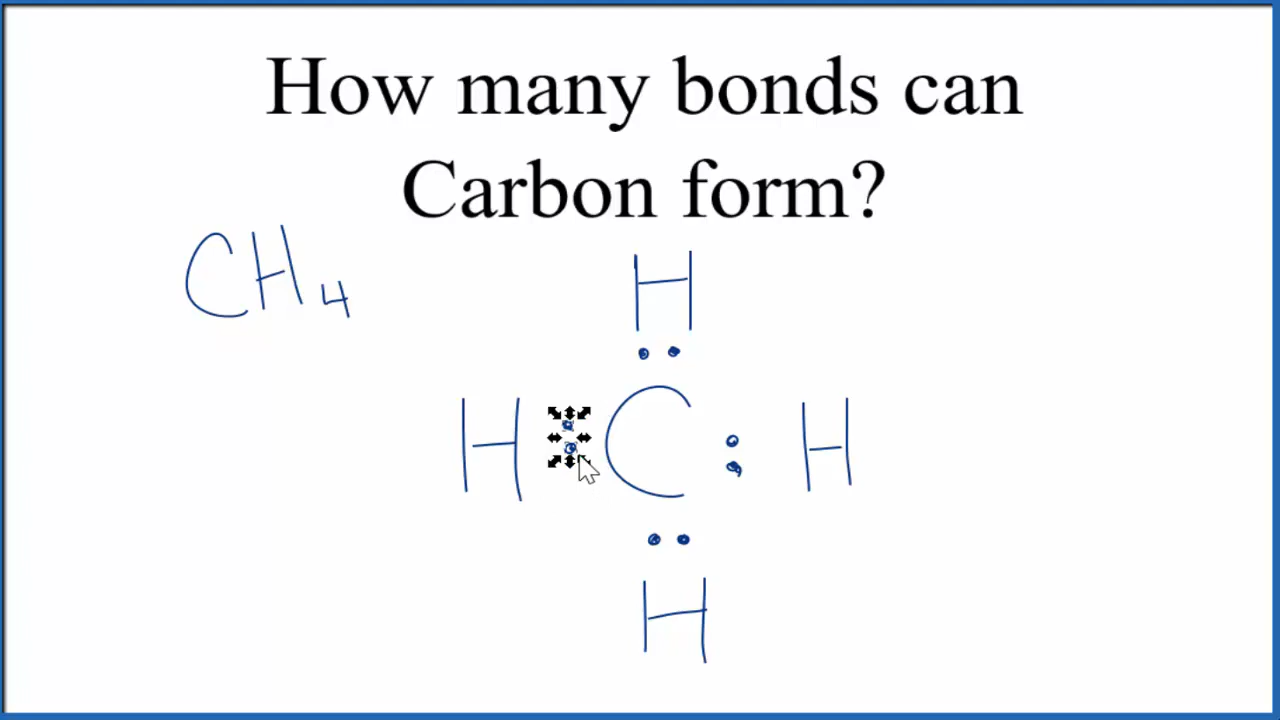 How many bonds can
Carbon form?
CH₄
H
H : C : H
H